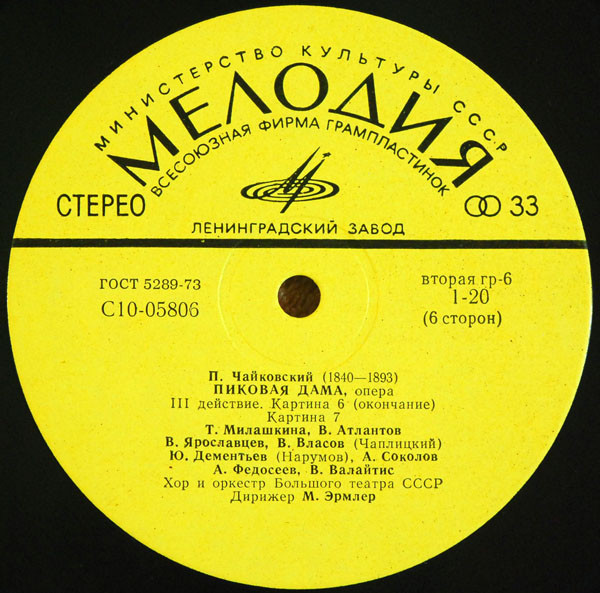 МИНИСТЕРСТВО КУЛЬТУРЫ СССР
МЕЛОДИЯ
ВСЕСОЮЗНАЯ ФИРМА ГРАМПЛАСТИНОК
СТЕРЕО
33
ЛЕНИНГРАДСКИЙ ЗАВОД
ГОСТ 5289-73
С10-05806
вторая гр-6
1-20
(6 сторон)
П. Чайковский (1840—1893)
ПИКОВАЯ ДАМА, опера
III действие. Картина 6 (окончание)
Картина 7
Т. Милашкина, В. Атлантов
В. Ярославцев, В. Власов (Чаплицкий)
Ю. Дементьев (Нарумов), А. Соколов
А. Федосеев, В. Валайтис
Хор и оркестр Большого театра СССР
Дирижер М. Эрмлер